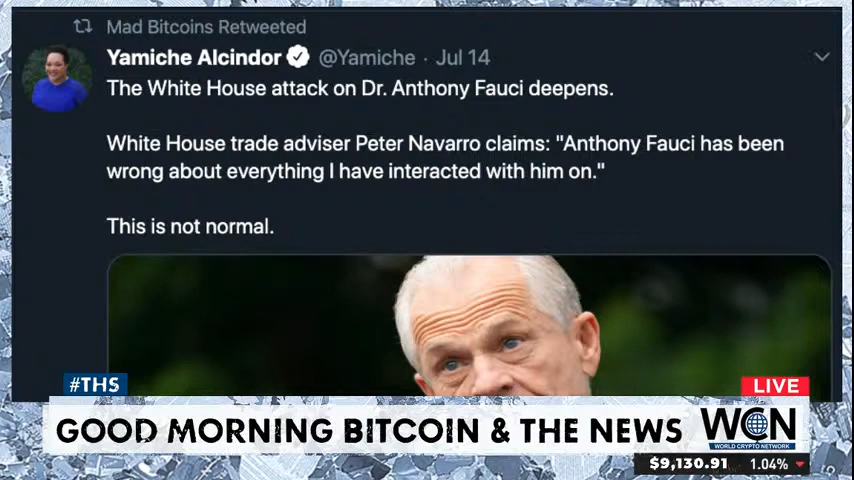 Mad Bitcoins Retweeted
Yamiche Alcindor @Yamiche · Jul 14
The White House attack on Dr. Anthony Fauci deepens.
White House trade adviser Peter Navarro claims: "Anthony Fauci has been
wrong about everything I have interacted with him on."
This is not normal.
#THS
LIVE
GOOD MORNING BITCOIN & THE NEWS
WCN
WORLD CRYPTO NETWORK
$9,130.91 1.04%